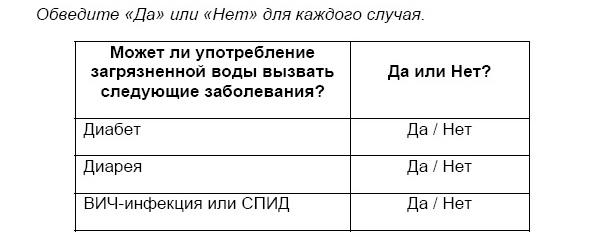 Обведите «Да» или «Нет» для каждого случая.
Может ли употребление
загрязненной воды вызвать
следующие заболевания?
Да или Нет?
Диабет Да / Нет
Диарея Да / Нет
ВИЧ-инфекция или СПИД Да / Нет